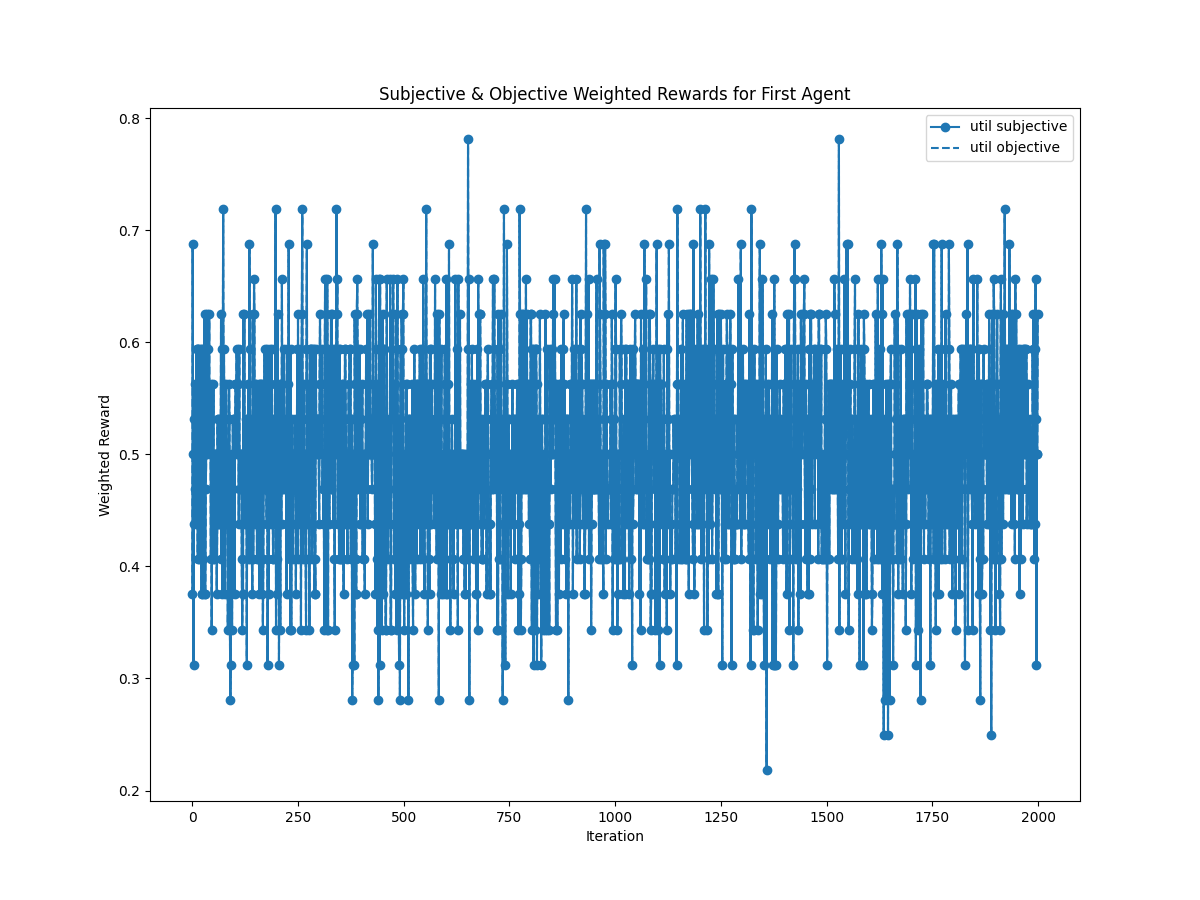 Subjective & Objective Weighted Rewards for First Agent
util subjective
util objective
Weighted Reward
0.8
0.7
0.6
0.5
0.4
0.3
0.2
0 250 500 750 1000 1250 1500 1750 2000
Iteration